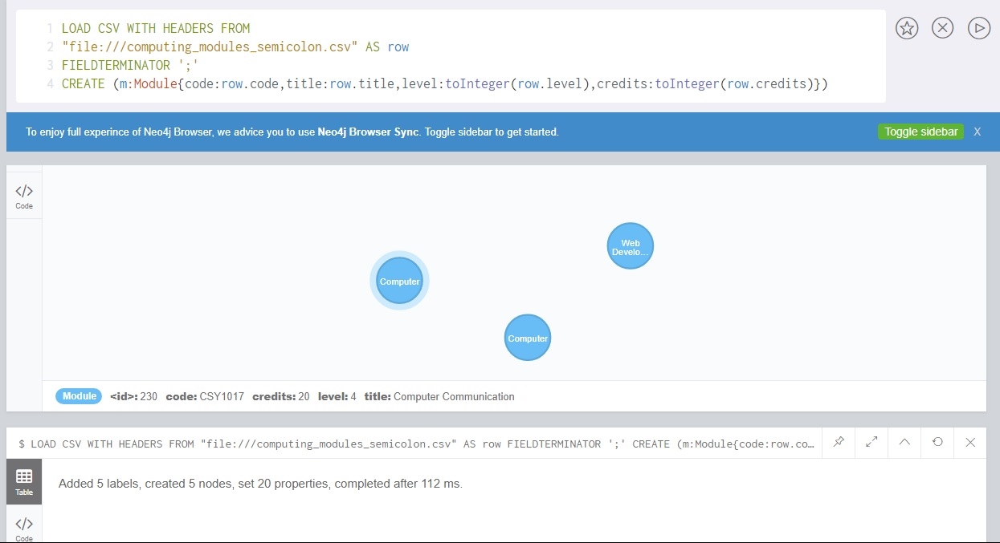 1 LOAD CSV WITH HEADERS FROM
2 "file:///computing_modules_semicolon.csv" AS row
3 FIELDTERMINATOR ';'
4 CREATE (m:Module{code:row.code,title:row.title,level:toInteger(row.level),credits:toInteger(row.credits)})
To enjoy full experince of Neo4j Browser, we advice you to use Neo4j Browser Sync. Toggle sidebar to get started.
Toggle sidebar X
Code
Web
Develo...
Computer
Computer
Module <id>: 230 code: CSY1017 credits: 20 level: 4 title: Computer Communication
$ LOAD CSV WITH HEADERS FROM "file:///computing_modules_semicolon.csv" AS row FIELDTERMINATOR ';' CREATE (m:Module{code:row.co…
Table
Added 5 labels, created 5 nodes, set 20 properties, completed after 112 ms.
Code